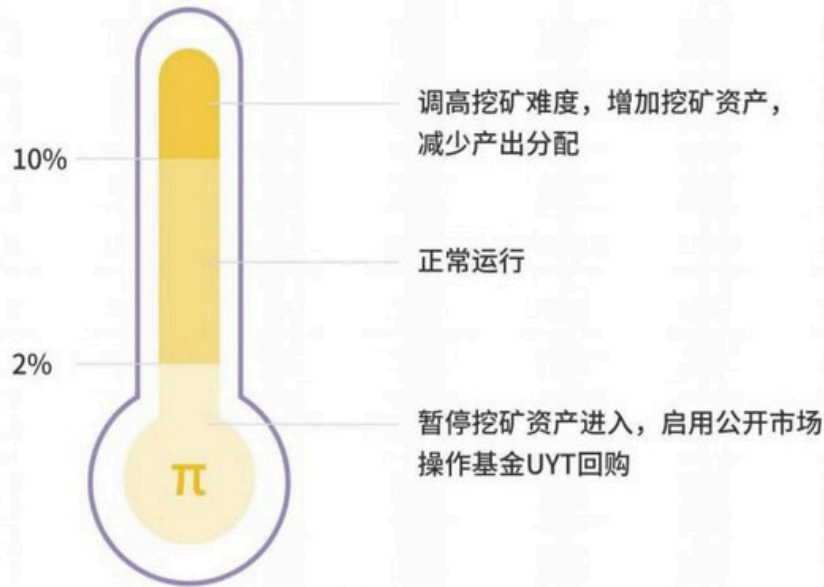 调高挖矿难度，增加挖矿资产，
减少产出分配
10%
正常运行
2%
暂停挖矿资产进入，启用公开市场
操作基金UYT回购
π